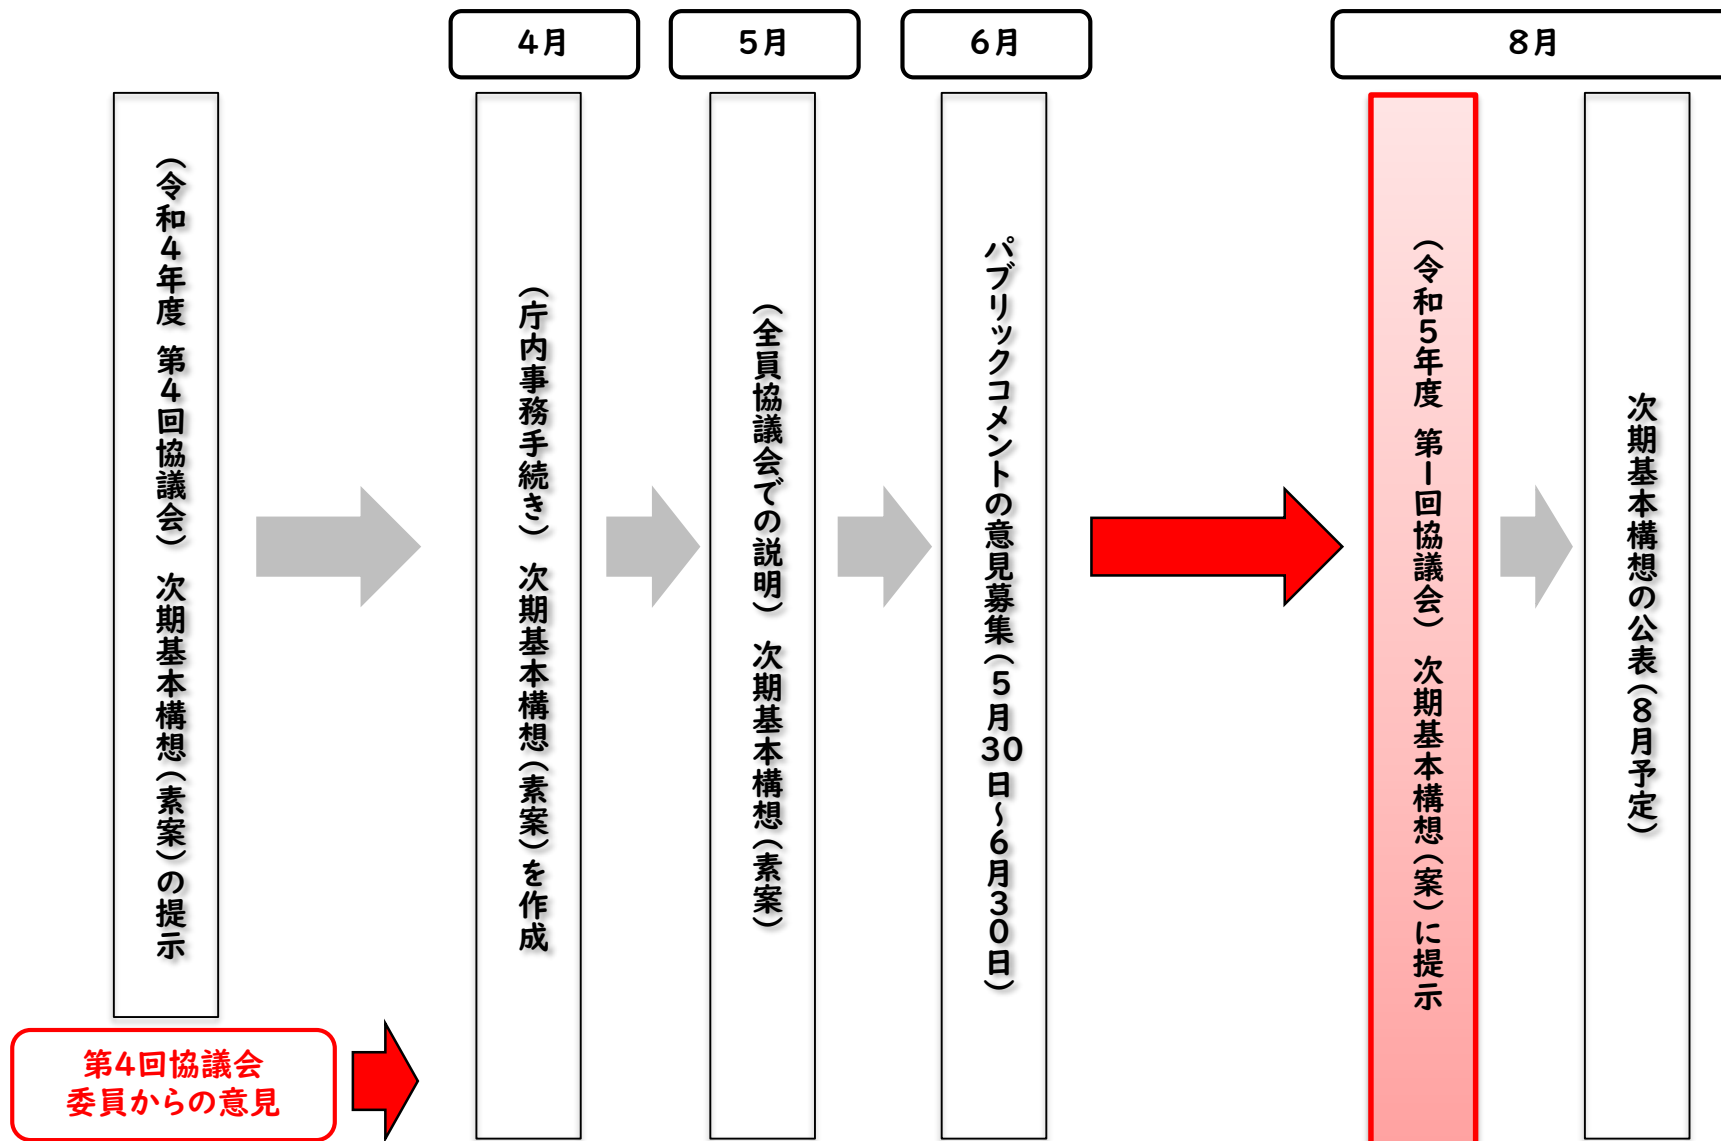 4月
5月
6月
8月
（令和４年度 第４回協議会） 次期基本構想（素案）の提示
（庁内事務手続き） 次期基本構想（素案）を作成
（全員協議会での説明） 次期基本構想（素案）
パブリックコメントの意見募集（５月30日～６月３０日）
（令和５年度 第１回協議会） 次期基本構想（案）に提示
次期基本構想の公表（８月予定）
第4回協議会
委員からの意見